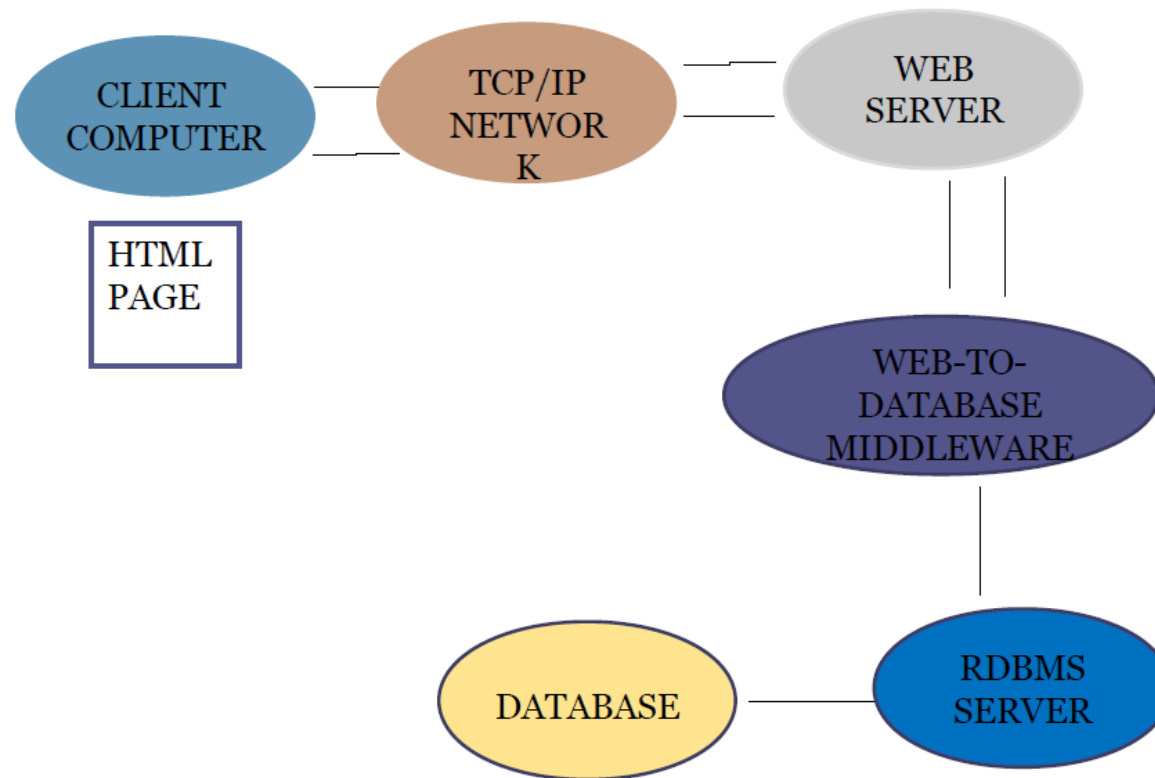 CLIENT
COMPUTER
TCP/IP
NETWOR
K
WEB
SERVER
HTML
PAGE
WEB-TO-
DATABASE
MIDDLEWARE
DATABASE
RDBMS
SERVER